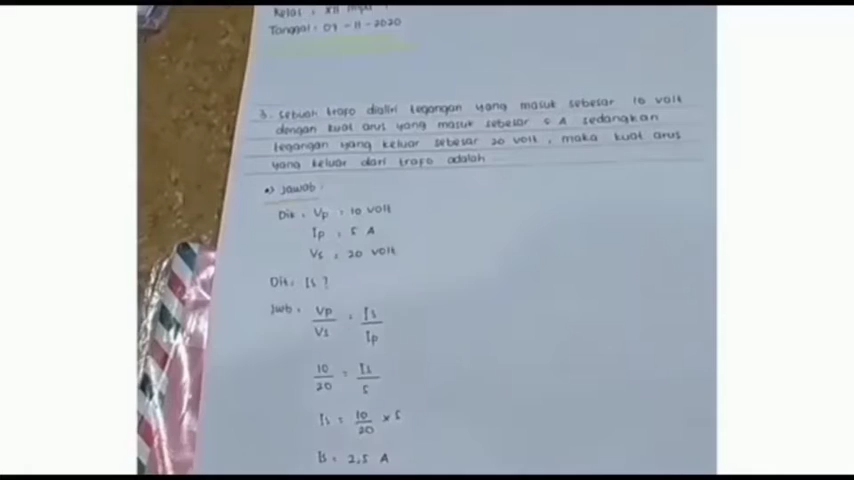 Kelas : XII mipa 1
Tanggal : 09 - 11 - 2020
3. Sebuah trafo dialiri tegangan yang masuk sebesar 10 volt
dengan kuat arus yang masuk sebesar 5 A sedangkan
tegangan yang keluar sebesar 20 volt, maka kuat arus
yang keluar dari trafo adalah
•) Jawab :
Dik : Vp : 10 volt
Ip : 5 A
Vs : 20 volt
Dit : Is ?
Jwb : Vp/Vs = Is/Ip
10/20 = Is/5
Is = 10/20 x 5
Is = 2,5 A